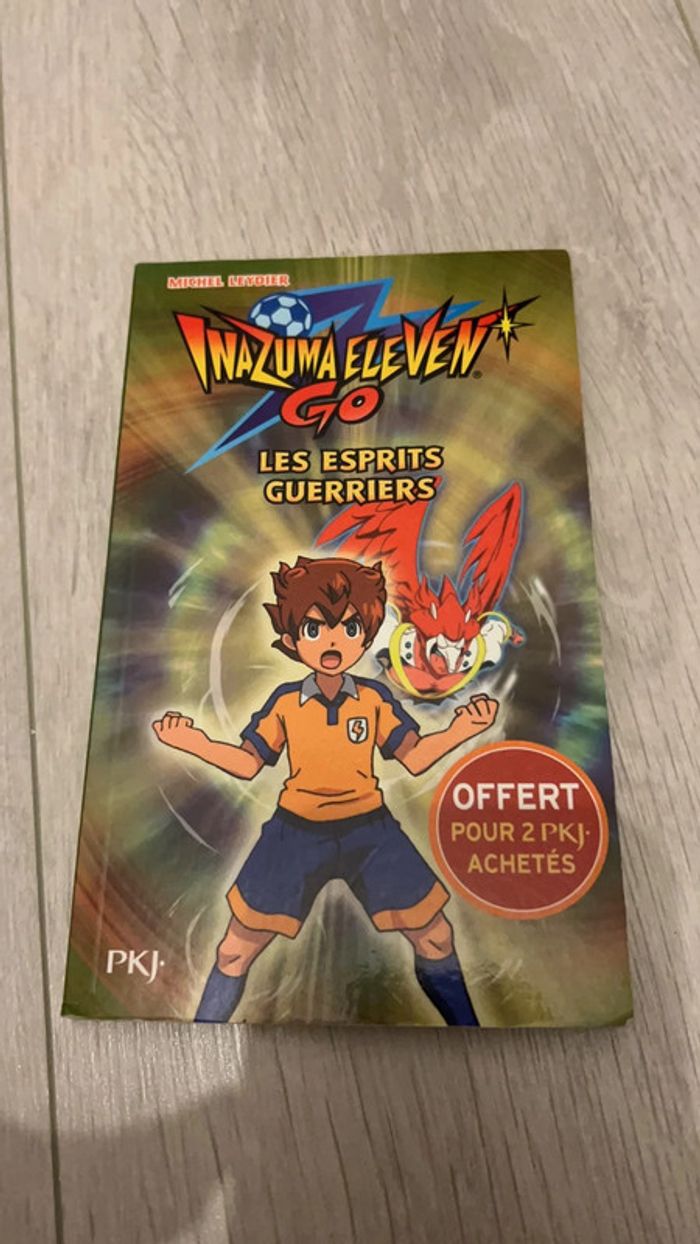 MICHEL LEYDIER
INAZUMA ELEVEN®
GO
LES ESPRITS
GUERRIERS
OFFERT
POUR 2 PKJ·
ACHETÉS
PKJ·